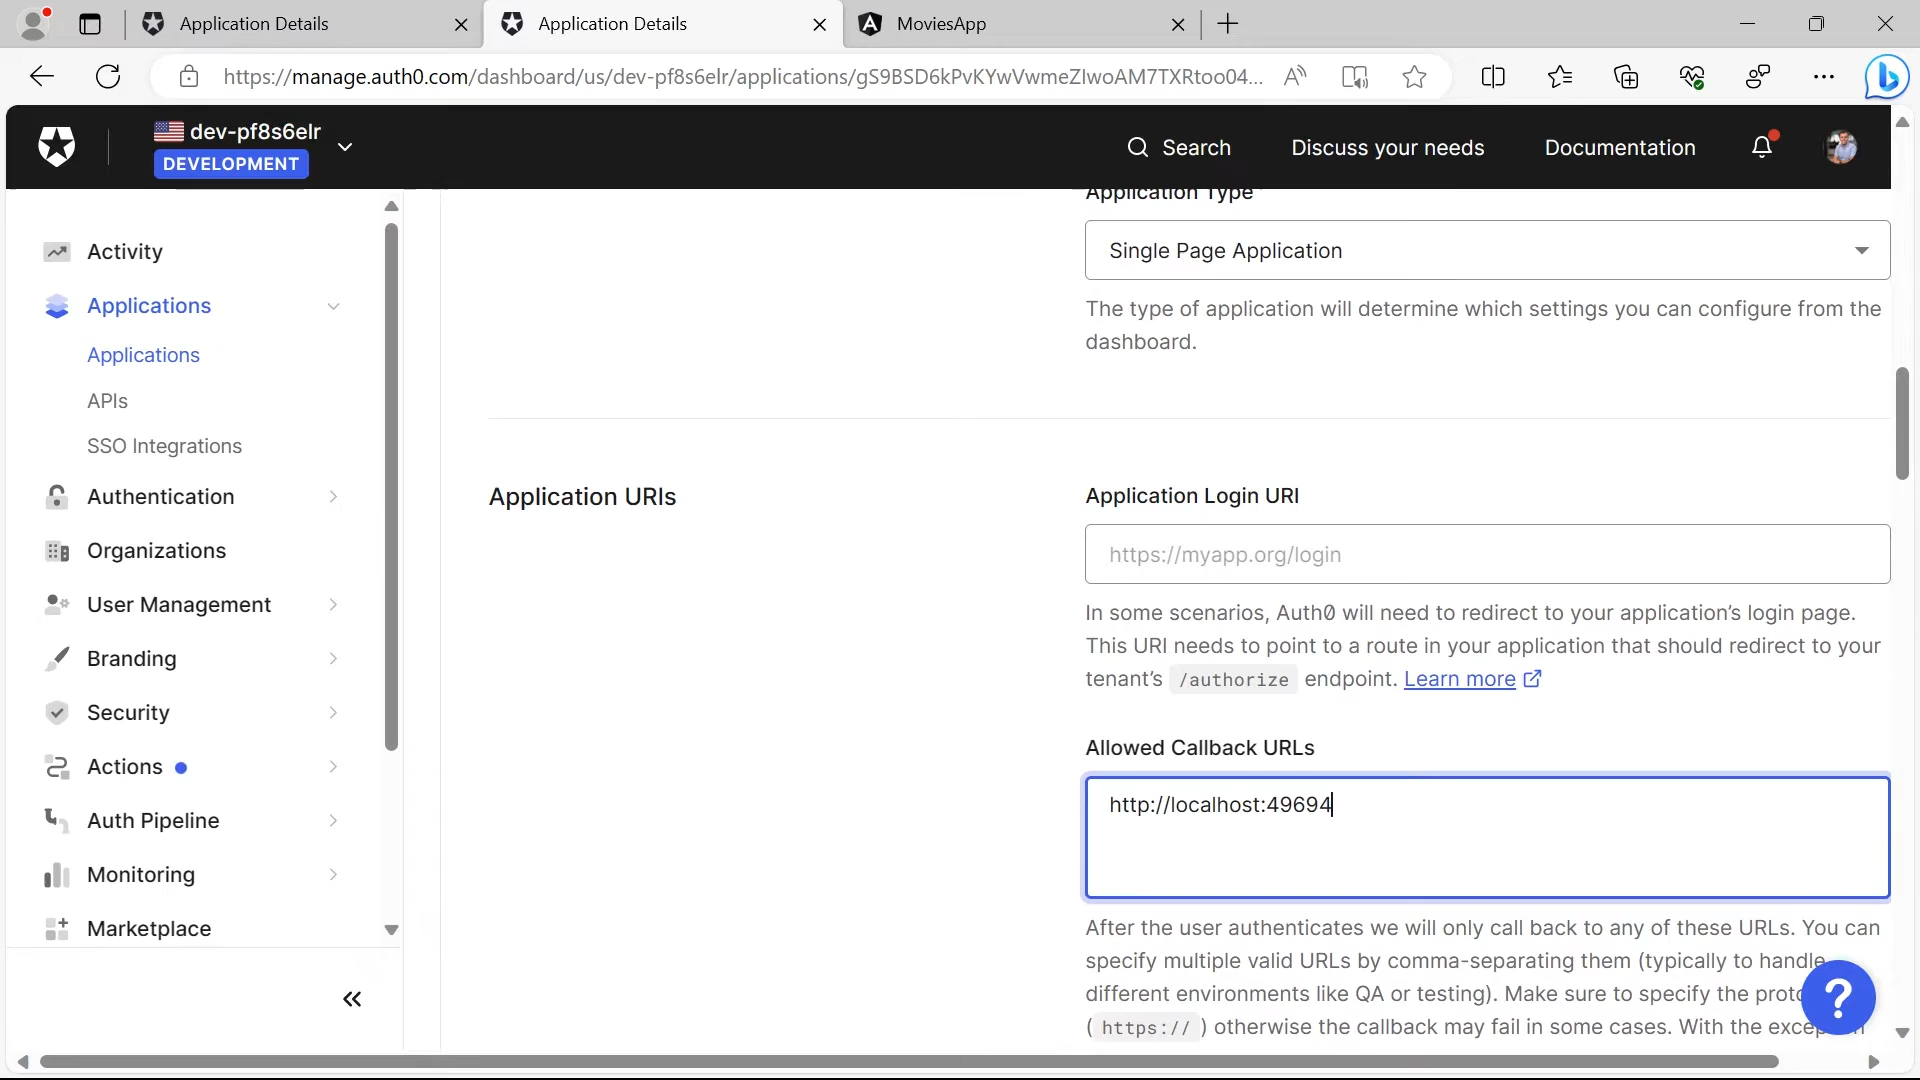 Application Details
Application Details
MoviesApp
https://manage.auth0.com/dashboard/us/dev-pf8s6elr/applications/gS9BSD6kPvKYwVwmeZlwoAM7TXRtoo04...
dev-pf8s6elr
DEVELOPMENT
Search
Discuss your needs
Documentation
Activity
Applications
Applications
APIs
SSO Integrations
Authentication
Organizations
User Management
Branding
Security
Actions
Auth Pipeline
Monitoring
Marketplace
Application Type
Single Page Application
The type of application will determine which settings you can configure from the
dashboard.
Application URIs
Application Login URI
https://myapp.org/login
In some scenarios, Auth0 will need to redirect to your application’s login page.
This URI needs to point to a route in your application that should redirect to your
tenant’s /authorize endpoint. Learn more
Allowed Callback URLs
http://localhost:49694
After the user authenticates we will only call back to any of these URLs. You can
specify multiple valid URLs by comma-separating them (typically to handle
different environments like QA or testing). Make sure to specify the
( https:// ) otherwise the callback may fail in some cases. With the